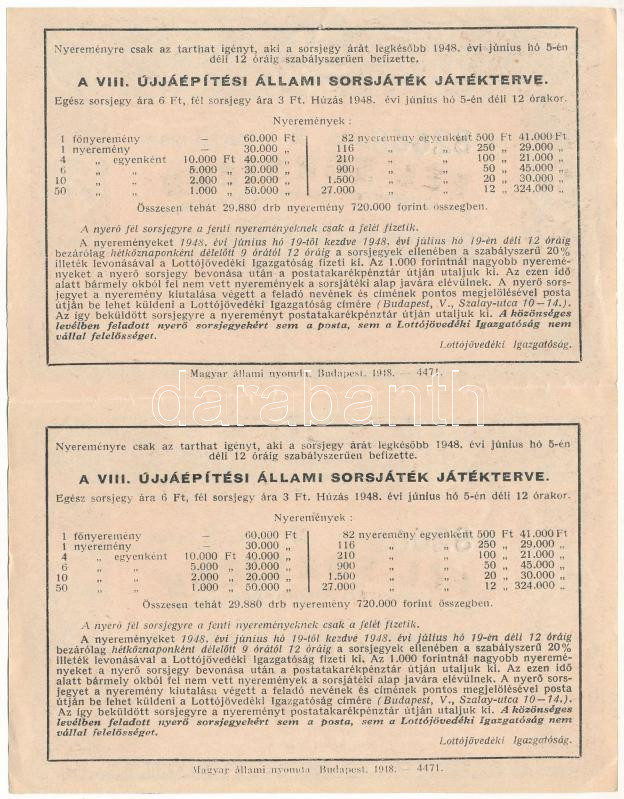 Nyereményre csak az tarthat igényt, aki a sorsjegy árát legkésőbb 1948. évi június hó 5-én
déli 12 óráig szabályszerüen befizette.
A VIII. ÚJJÁÉPÍTÉSI ÁLLAMI SORSJÁTÉK JÁTÉKTERVE.
Egész sorsjegy ára 6 Ft, fél sorsjegy ára 3 Ft. Húzás 1948. évi június hó 5-én déli 12 órakor.
Nyeremények :
1 főnyeremény — 60.000 Ft 82 nyeremény egyenként 500 Ft 41.000 Ft
1 nyeremény — 30.000 „ 116 „ „ 250 „ 29.000 „
4 „ egyenként 10.000 Ft 40.000 „ 210 „ „ 100 „ 21.000 „
6 „ „ 5.000 „ 30.000 „ 900 „ „ 50 „ 45.000 „
10 „ „ 2.000 „ 20.000 „ 1.500 „ „ 20 „ 30.000 „
50 „ „ 1.000 „ 50.000 „ 27.000 „ „ 12 „ 324.000 „
Összesen tehát 29.880 drb nyeremény 720.000 forint összegben.
A nyerő fél sorsjegyre a fenti nyereményeknek csak a felét fizetik.
A nyereményeket 1948. évi június hó 19-től kezdve 1948. évi július hó 19-én déli 12 óráig
bezárólag hétköznaponként délelőtt 9 órától 12 óráig a sorsjegyek ellenében a szabályszerű 20%
illeték levonásával a Lottójövedéki Igazgatóság fizeti ki. Az 1.000 forintnál nagyobb nyeremé-
nyeket a nyerő sorsjegy bevonása után a postatakarékpénztár útján utaljuk ki. Az ezen idő
alatt bármely okból fel nem vett nyeremények a sorsjátéki alap javára elévülnek. A nyerő sors-
jegyet a nyeremény kiutalása végett a feladó nevének és címének pontos megjelölésével posta
útján be lehet küldeni a Lottójövedéki Igazgatóság címére (Budapest, V., Szalay-utca 10—14.).
Az így beküldött sorsjegyre a nyereményt postatakarékpénztár útján utaljuk ki. A közönséges
levélben feladott nyerő sorsjegyekért sem a posta, sem a Lottójövedéki Igazgatóság nem
vállal felelősséget.
Lottójövedéki Igazgatóság.
Magyar állami nyomda. Budapest. 1948. — 4471.
darabanth
Nyereményre csak az tarthat igényt, aki a sorsjegy árát legkésőbb 1948. évi június hó 5-én
déli 12 óráig szabályszerüen befizette.
A VIII. ÚJJÁÉPÍTÉSI ÁLLAMI SORSJÁTÉK JÁTÉKTERVE.
Egész sorsjegy ára 6 Ft, fél sorsjegy ára 3 Ft. Húzás 1948. évi június hó 5-én déli 12 órakor.
Nyeremények :
1 főnyeremény — 60.000 Ft 82 nyeremény egyenként 500 Ft 41.000 Ft
1 nyeremény — 30.000 „ 116 „ „ 250 „ 29.000 „
4 „ egyenként 10.000 Ft 40.000 „ 210 „ „ 100 „ 21.000 „
6 „ „ 5.000 „ 30.000 „ 900 „ „ 50 „ 45.000 „
10 „ „ 2.000 „ 20.000 „ 1.500 „ „ 20 „ 30.000 „
50 „ „ 1.000 „ 50.000 „ 27.000 „ „ 12 „ 324.000 „
Összesen tehát 29.880 drb nyeremény 720.000 forint összegben.
A nyerő fél sorsjegyre a fenti nyereményeknek csak a felét fizetik.
A nyereményeket 1948. évi június hó 19-től kezdvé 1948. évi július hó 19-én déli 12 óráig
bezárólag hétköznaponként délelőtt 9 órától 12 óráig a sorsjegyek ellenében a szabályszerű 20%
illeték levonásával a Lottójövedéki Igazgatóság fizeti ki. Az 1.000 forintnál nagyobb nyeremé-
nyeket a nyerő sorsjegy bevonása után a postatakarékpénztár útján utaljuk ki. Az ezen idő
alatt bármely okból fel nem vett nyeremények a sorsjátéki alap javára elévülnek. A nyerő sors-
jegyet a nyeremény kiutalása végett a feladó nevének és címének pontos megjelölésével posta
útján be lehet küldeni a Lottójövedéki Igazgatóság címére (Budapest, V., Szalay-utca 10—14.).
Az így beküldött sorsjegyre a nyereményt postatakarékpénztár útján utaljuk ki. A közönséges
levélben feladott nyerő sorsjegyekért sem a posta, sem a Lottójövedéki Igazgatóság nem
vállal felelősséget.
Lottójövedéki Igazgatóság.
Magyar állami nyomda Budapest. 1948. — 4471.